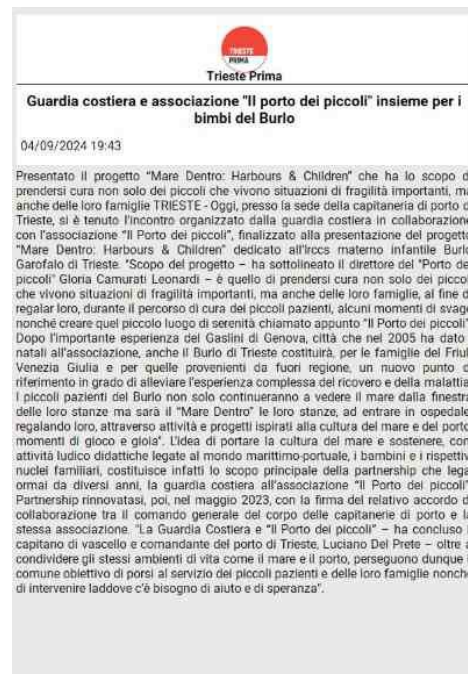 TRIESTE
PRIMA
Trieste Prima
Guardia costiera e associazione "Il porto dei piccoli" insieme per i
bimbi del Burlo
04/09/2024 19:43
Presentato il progetto “Mare Dentro: Harbours & Children” che ha lo scopo d
prendersi cura non solo dei piccoli che vivono situazioni di fragilità importanti, ma
anche delle loro famiglie TRIESTE - Oggi, presso la sede della capitaneria di porto d
Trieste, si è tenuto l'incontro organizzato dalla guardia costiera in collaborazione
con l'associazione “Il Porto dei piccoli”, finalizzato alla presentazione del progetto
"Mare Dentro: Harbours & Children” dedicato all'Irccs materno infantile Burlo
Garofalo di Trieste. "Scopo del progetto – ha sottolineato il direttore del "Porto de
piccoli" Gloria Camurati Leonardi – è quello di prendersi cura non solo dei piccol
che vivono situazioni di fragilità importanti, ma anche delle loro famiglie, al fine d
regalar loro, durante il percorso di cura dei piccoli pazienti, alcuni momenti di svago
nonché creare quel piccolo luogo di serenità chiamato appunto “Il Porto dei piccoli”
Dopo l'importante esperienza del Gaslini di Genova, città che nel 2005 ha dato
natali all'associazione, anche il Burlo di Trieste costituirà, per le famiglie del Friul
Venezia Giulia e per quelle provenienti da fuori regione, un nuovo punto d
riferimento in grado di alleviare l'esperienza complessa del ricovero e della malattia
I piccoli pazienti del Burlo non solo continueranno a vedere il mare dalla finestra
delle loro stanze ma sarà il “Mare Dentro” le loro stanze, ad entrare in ospedale
regalando loro, attraverso attività e progetti ispirati alla cultura del mare e del porto
momenti di gioco e gioia". L'idea di portare la cultura del mare e sostenere, con
attività ludico didattiche legate al mondo marittimo-portuale, i bambini e i rispettiv
nuclei familiari, costituisce infatti lo scopo principale della partnership che lega
ormai da diversi anni, la guardia costiera all'associazione “Il Porto dei piccoli”
Partnership rinnovatasi, poi, nel maggio 2023, con la firma del relativo accordo d
collaborazione tra il comando generale del corpo delle capitanerie di porto e la
stessa associazione. "La Guardia Costiera e “Il Porto dei piccoli” – ha concluso
capitano di vascello e comandante del porto di Trieste, Luciano Del Prete – oltre a
condividere gli stessi ambienti di vita come il mare e il porto, perseguono dunque
comune obiettivo di porsi al servizio dei piccoli pazienti e delle loro famiglie nonché
di intervenire laddove c'è bisogno di aiuto e di speranza”.